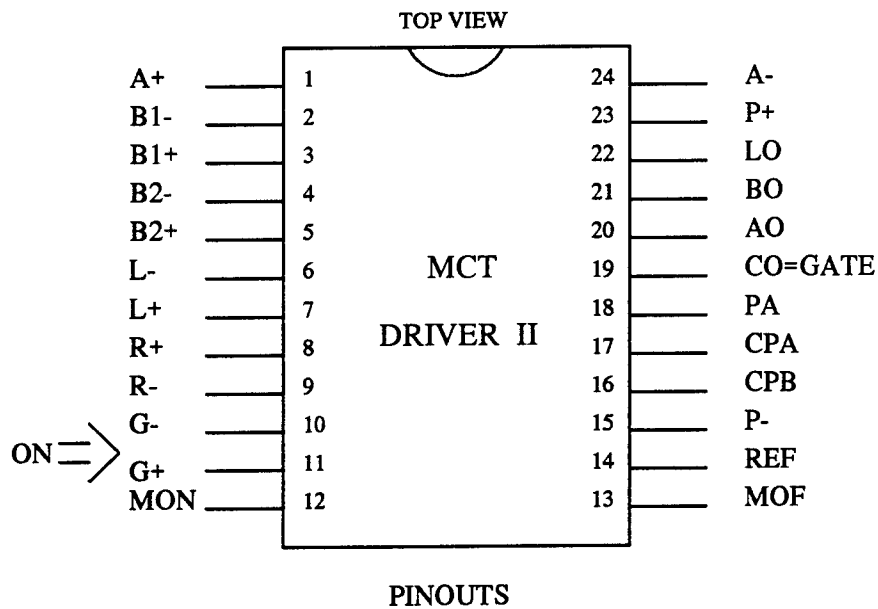 TOP VIEW
A+ 1 24 A-
B1- 2 23 P+
B1+ 3 22 LO
B2- 4 21 BO
B2+ 5 20 AO
L- 6 MCT 19 CO=GATE
L+ 7 18 PA
R+ 8 DRIVER II 17 CPA
R- 9 16 CPB
G- 10 15 P-
ON
G+ 11 14 REF
MON 12 13 MOF
PINOUTS